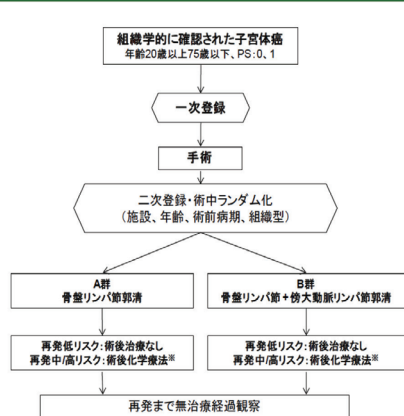 組織学的に確認された子宮体癌
年齢20歳以上75歳以下、PS:0、1
一次登録
手術
二次登録・術中ランダム化
（施設、年齢、術前病期、組織型）
A群
骨盤リンパ節郭清
B群
骨盤リンパ節＋傍大動脈リンパ節郭清
再発低リスク：術後治療なし
再発中/高リスク：術後化学療法※
再発低リスク：術後治療なし
再発中/高リスク：術後化学療法※
再発まで無治療経過観察